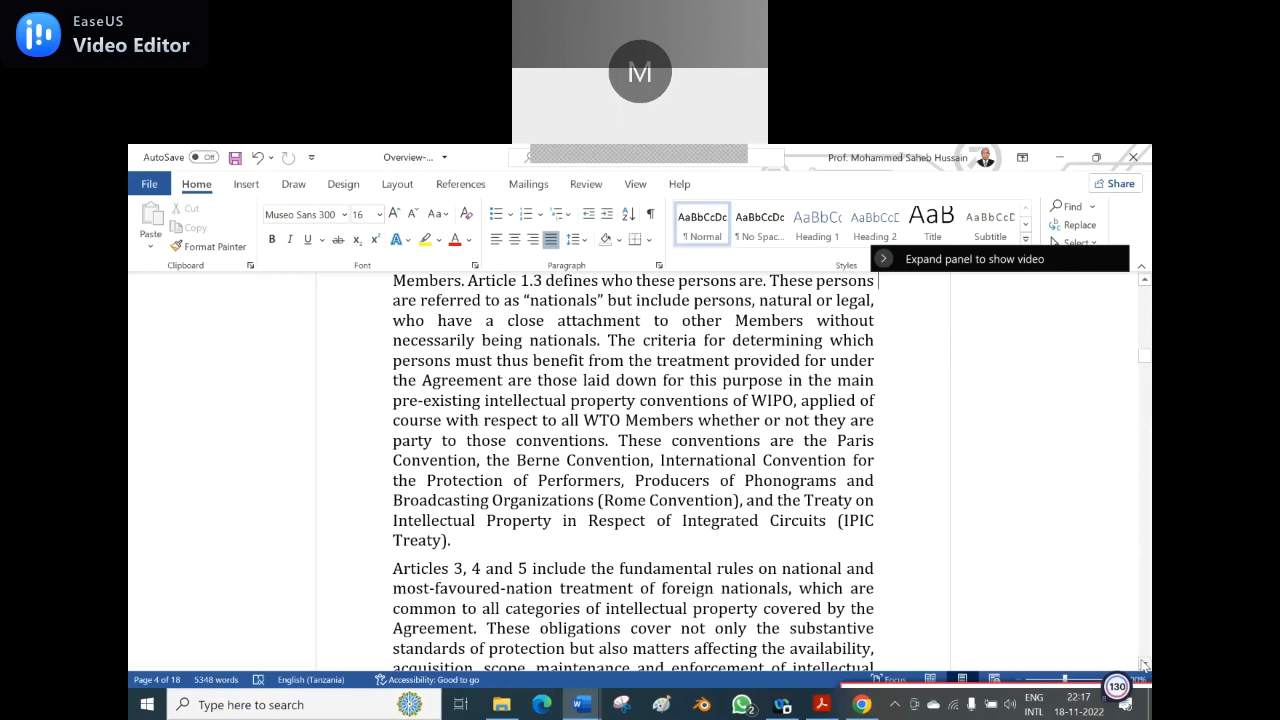 EaseUS
Video Editor
M
AutoSave Off
Overview-...
Prof. Mohammed Saheb Hussain
File Home Insert Draw Design Layout References Mailings Review View Help
Share
Paste
Cut
Copy
Format Painter
Clipboard
Museo Sans 300 16
Font
Paragraph
AaBbCcDc AaBbCcDc AaBbCc AaBbCcD AaB AaBbCcD
¶ Normal ¶ No Spac... Heading 1 Heading 2 Title Subtitle
Styles
Find
Replace
Select
Expand panel to show video
Members. Article 1.3 defines who these persons are. These persons
are referred to as “nationals” but include persons, natural or legal,
who have a close attachment to other Members without
necessarily being nationals. The criteria for determining which
persons must thus benefit from the treatment provided for under
the Agreement are those laid down for this purpose in the main
pre-existing intellectual property conventions of WIPO, applied of
course with respect to all WTO Members whether or not they are
party to those conventions. These conventions are the Paris
Convention, the Berne Convention, International Convention for
the Protection of Performers, Producers of Phonograms and
Broadcasting Organizations (Rome Convention), and the Treaty on
Intellectual Property in Respect of Integrated Circuits (IPIC
Treaty).
Articles 3, 4 and 5 include the fundamental rules on national and
most-favoured-nation treatment of foreign nationals, which are
common to all categories of intellectual property covered by the
Agreement. These obligations cover not only the substantive
standards of protection but also matters affecting the availability,
acquisition, scope, maintenance and enforcement of intellectual
Page 4 of 18 5348 words English (Tanzania) Accessibility: Good to go
Focus
130
Type here to search
2
ENG
INTL
22:17
18-11-2022